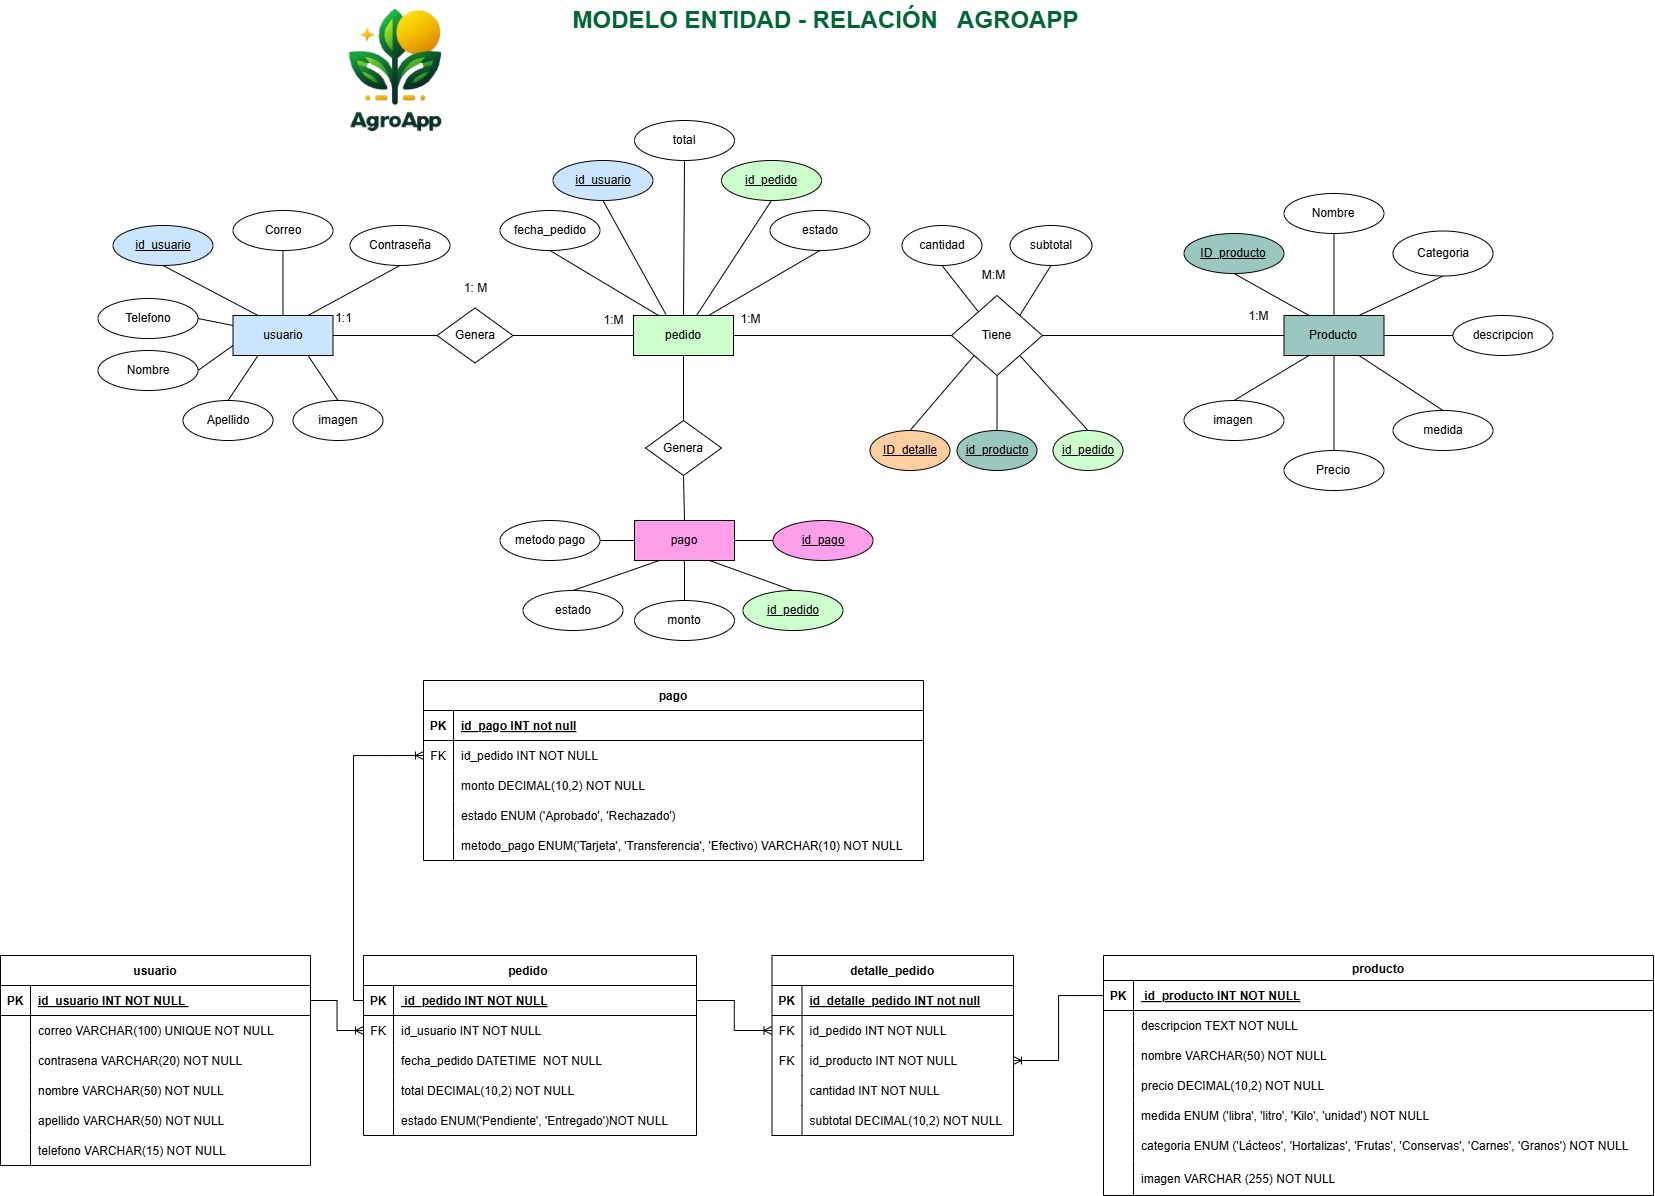 MODELO ENTIDAD - RELACIÓN   AGROAPP
AgroApp
total
id_usuario
id_pedido
fecha_pedido
estado
id_usuario
Correo
Contraseña
Telefono
Nombre
Apellido
imagen
usuario
1:1
1: M
Genera
1:M
pedido
1:M
cantidad
subtotal
M:M
Tiene
ID_detalle
id_producto
id_pedido
1:M
Nombre
ID_producto
Categoria
Producto
descripcion
imagen
medida
Precio
Genera
metodo pago
pago
id_pago
estado
monto
id_pedido
pago
PK id_pago INT not null
FK id_pedido INT NOT NULL
monto DECIMAL(10,2) NOT NULL
estado ENUM ('Aprobado', 'Rechazado')
metodo_pago ENUM('Tarjeta', 'Transferencia', 'Efectivo) VARCHAR(10) NOT NULL
usuario
PK id_usuario INT NOT NULL
correo VARCHAR(100) UNIQUE NOT NULL
contrasena VARCHAR(20) NOT NULL
nombre VARCHAR(50) NOT NULL
apellido VARCHAR(50) NOT NULL
telefono VARCHAR(15) NOT NULL
pedido
PK id_pedido INT NOT NULL
FK id_usuario INT NOT NULL
fecha_pedido DATETIME  NOT NULL
total DECIMAL(10,2) NOT NULL
estado ENUM('Pendiente', 'Entregado')NOT NULL
detalle_pedido
PK id_detalle_pedido INT not null
FK id_pedido INT NOT NULL
FK id_producto INT NOT NULL
cantidad INT NOT NULL
subtotal DECIMAL(10,2) NOT NULL
producto
PK id_producto INT NOT NULL
descripcion TEXT NOT NULL
nombre VARCHAR(50) NOT NULL
precio DECIMAL(10,2) NOT NULL
medida ENUM ('libra', 'litro', 'Kilo', 'unidad') NOT NULL
categoria ENUM ('Lácteos', 'Hortalizas', 'Frutas', 'Conservas', 'Carnes', 'Granos') NOT NULL
imagen VARCHAR (255) NOT NULL